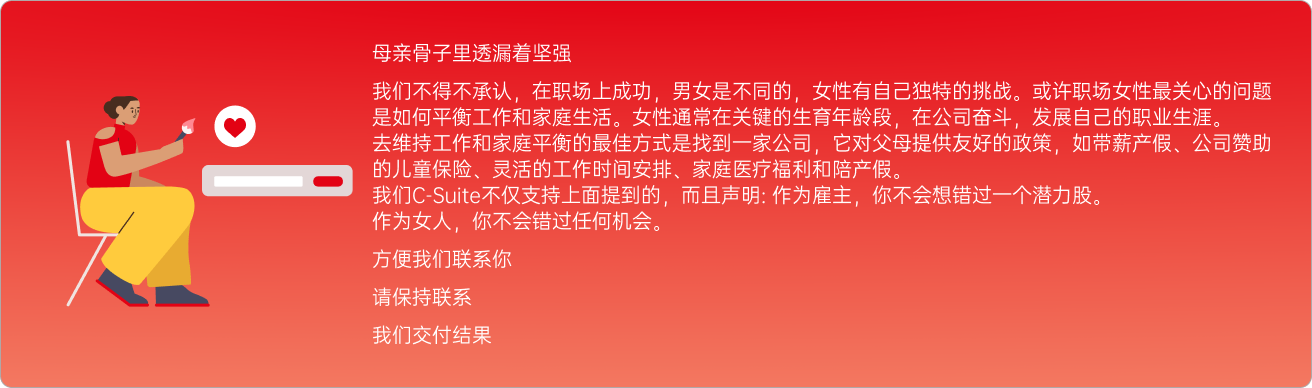 母亲骨子里透漏着坚强
我们不得不承认，在职场上成功，男女是不同的，女性有自己独特的挑战。或许职场女性最关心的问题
是如何平衡工作和家庭生活。女性通常在关键的生育年龄段，在公司奋斗，发展自己的职业生涯。
去维持工作和家庭平衡的最佳方式是找到一家公司，它对父母提供友好的政策，如带薪产假、公司赞助
的儿童保险、灵活的工作时间安排、家庭医疗福利和陪产假。
我们C-Suite不仅支持上面提到的，而且声明: 作为雇主，你不会想错过一个潜力股。
作为女人，你不会错过任何机会。
方便我们联系你
请保持联系
我们交付结果